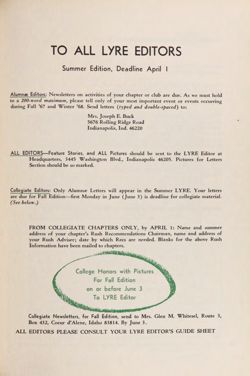 TO ALL LYRE EDITORS
Summer Edition, Deadline April 1
Alumnae Editors: Newsletters on activities of your chapter or club are due. As we must hold
to a 200-word maximum, please tell only of your most important event or events occurring
during Fall '67 and Winter '68. Send letters (typed and double-spaced) to:
Mrs. Joseph E. Buck
5676 Rolling Ridge Road
Indianapolis, Ind. 46220
ALL EDITORS—Feature Stories, and ALL Pictures should be sent to the LYRE Editor at
Headquarters, 3445 Washington Blvd., Indianapolis 46205. Pictures for Letters
Section should be so marked.
Collegiate Editors: Only Alumnae Letters will appear in the Summer LYRE. Your letters
are due for Fall Edition—first Monday in June (June 3) is deadline for collegiate material.
(See below.)
FROM COLLEGIATE CHAPTERS ONLY, by APRIL 1: Name and summer
address of your chapter's Rush Recommendations Chairman, name and address of
your Rush Adviser; date by which Recs are needed. Blanks for the above Rush
Information have been mailed to chapters.
College Honors with Pictures
For Fall Edition
on or before June 3
To LYRE Editor
Collegiate Newsletters, for Fall Edition, send to Mrs. Glen M. Whitesel, Route 3,
Box 432, Coeur d'Alene, Idaho 83814. By June 3.
ALL EDITORS PLEASE CONSULT YOUR LYRE EDITOR'S GUIDE SHEET